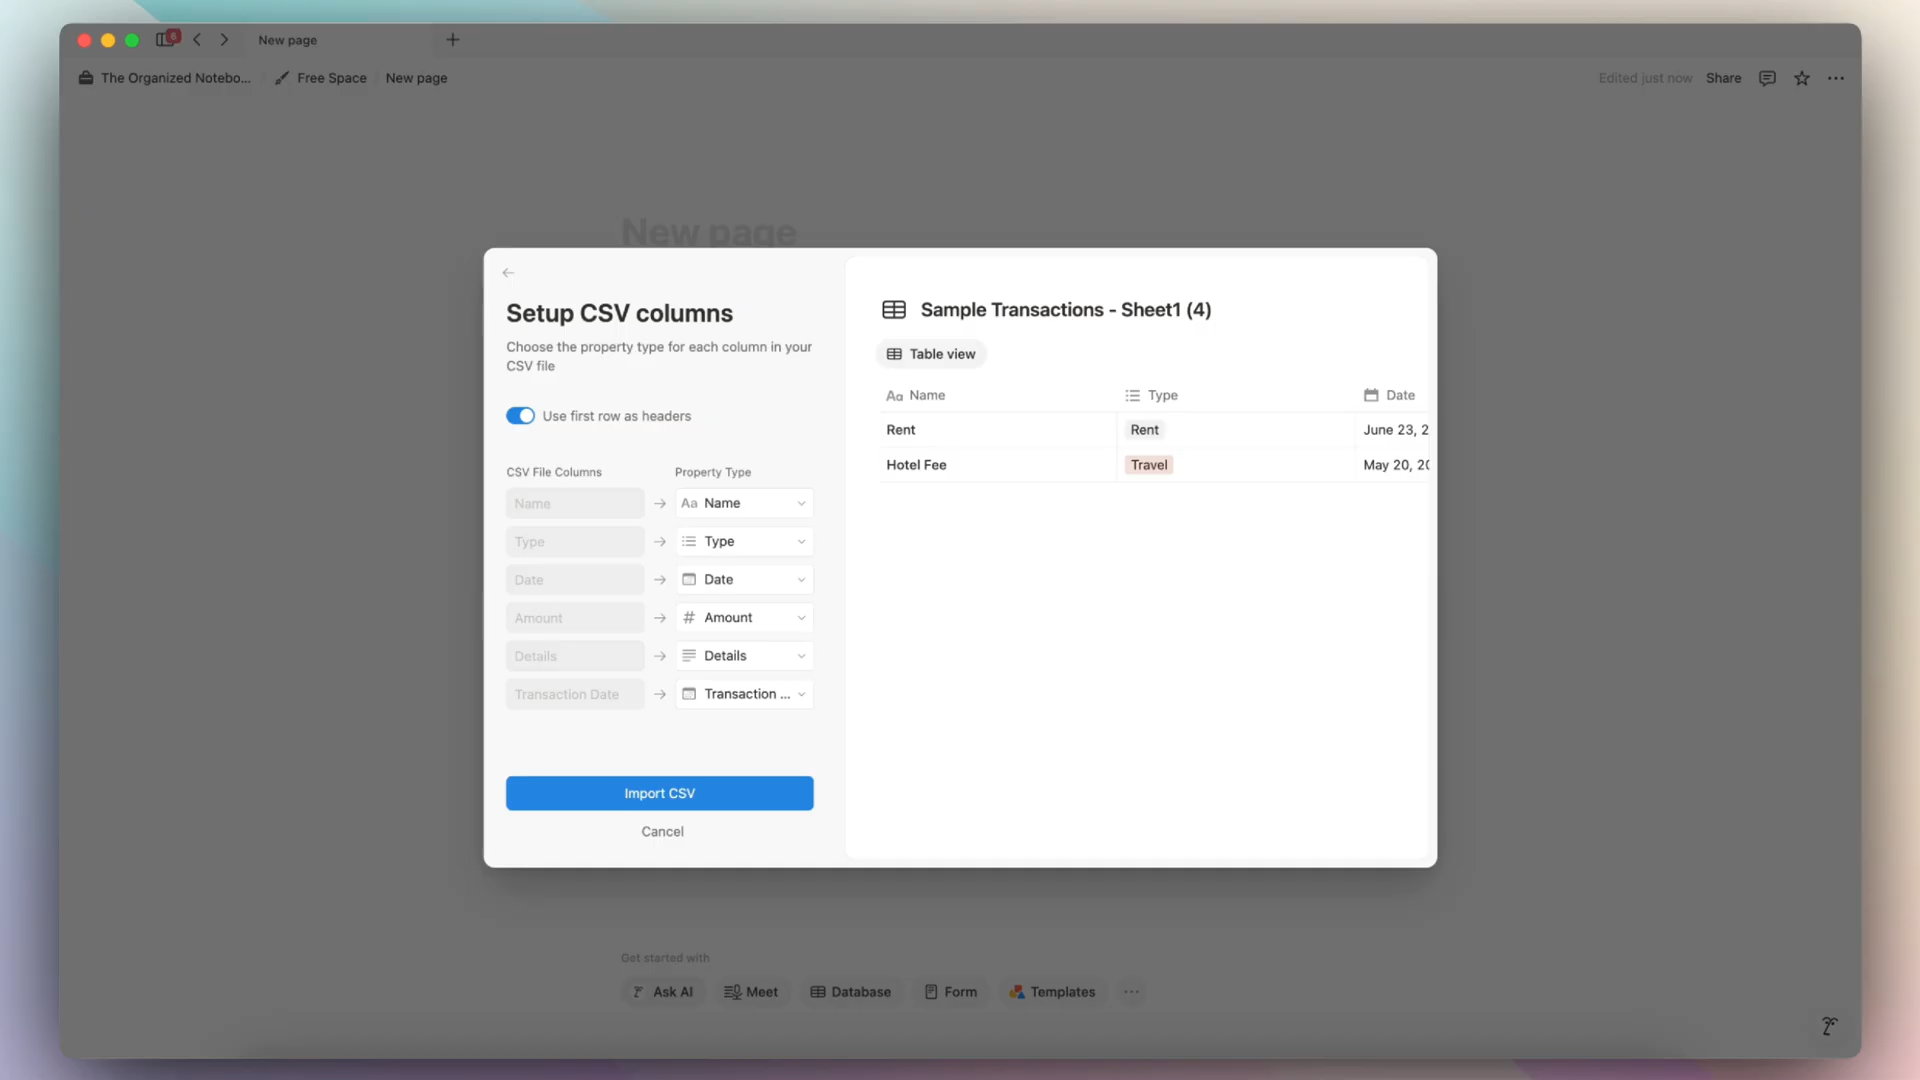 6
New page
The Organized Notebo...
Free Space
New page
Edited just now
Share
New page
Setup CSV columns
Choose the property type for each column in your
CSV file
Use first row as headers
CSV File Columns
Property Type
Name
Aa Name
Type
Type
Date
Date
Amount
# Amount
Details
Details
Transaction Date
Transaction ...
Import CSV
Cancel
Sample Transactions - Sheet1 (4)
Table view
Aa Name
Type
Date
Rent
Rent
June 23, 2
Hotel Fee
Travel
May 20, 20
Get started with
Ask AI
Meet
Database
Form
Templates